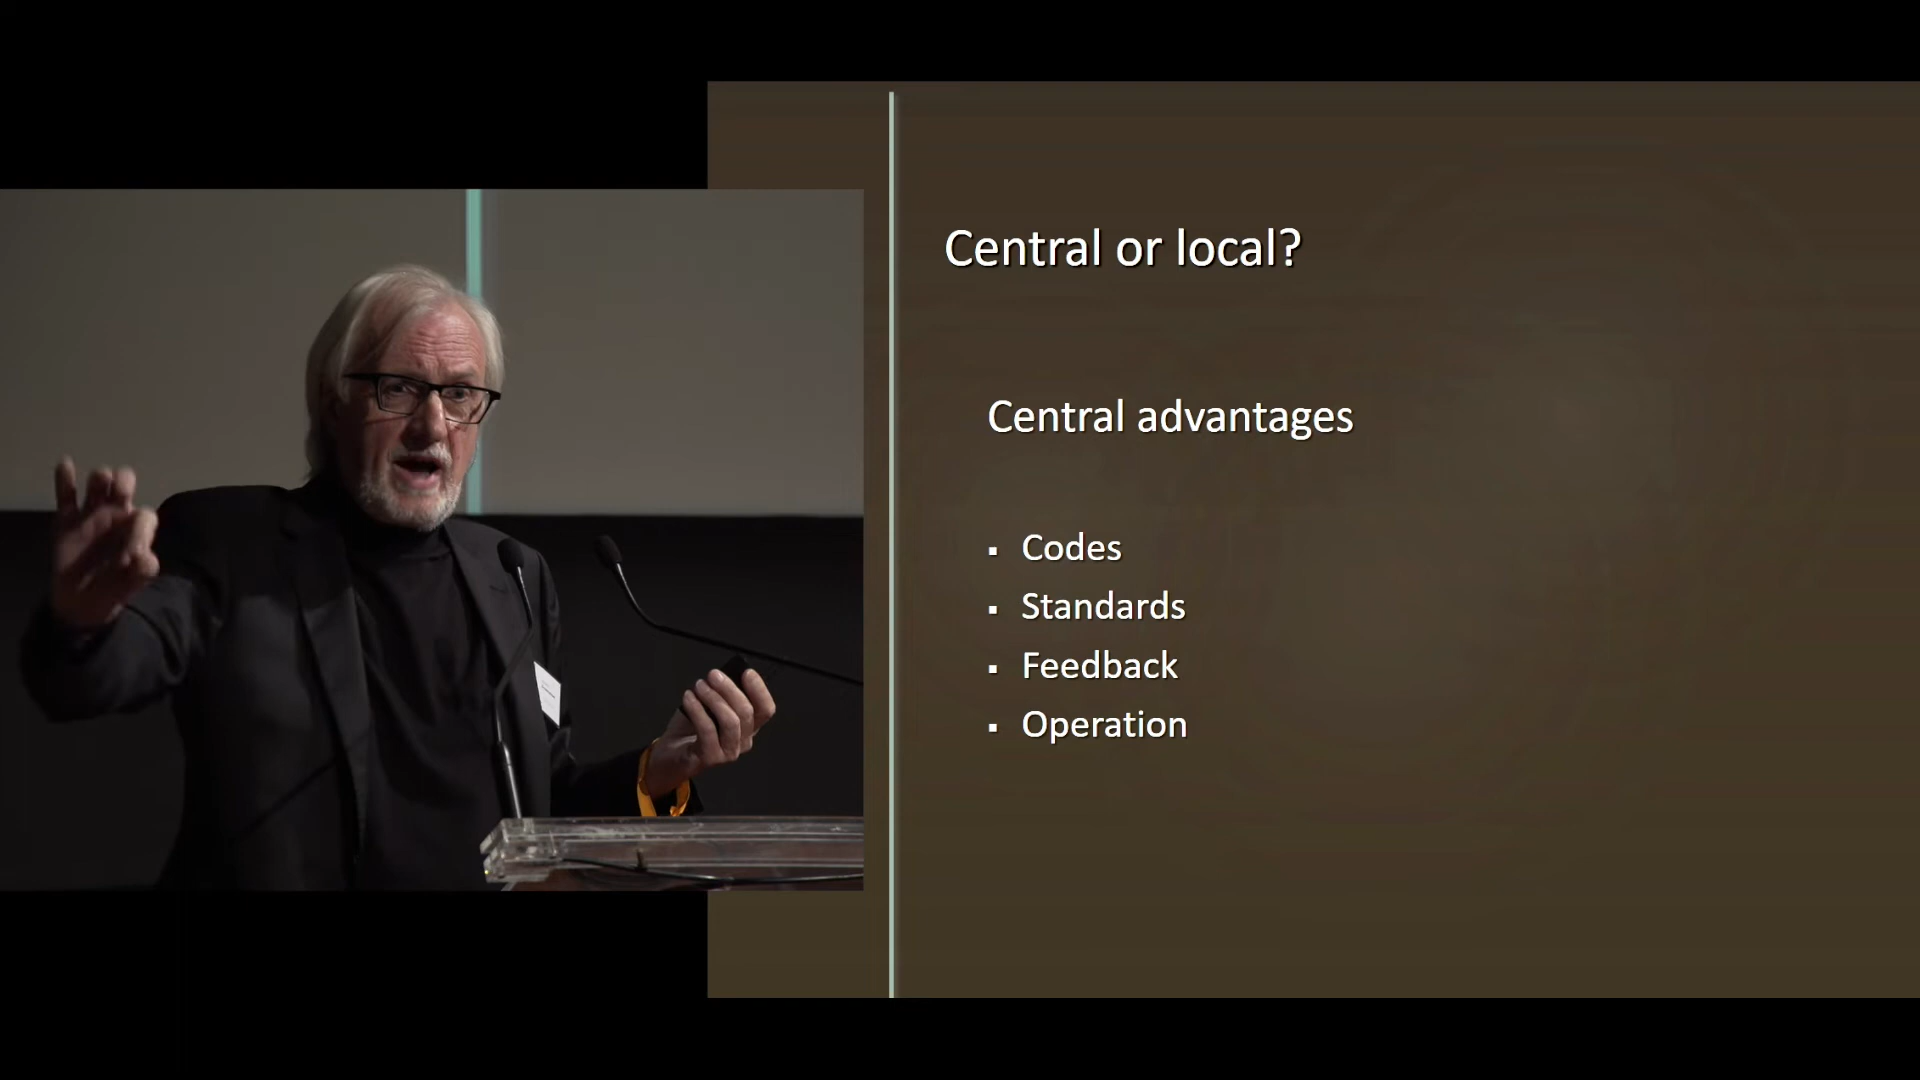 Central or local?
Central advantages
▪ Codes
▪ Standards
▪ Feedback
▪ Operation